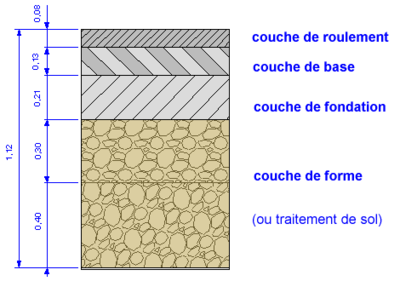 0,08
couche de roulement
0,13
couche de base
0,21
couche de fondation
1,12
0,30
couche de forme
0,40
(ou traitement de sol)